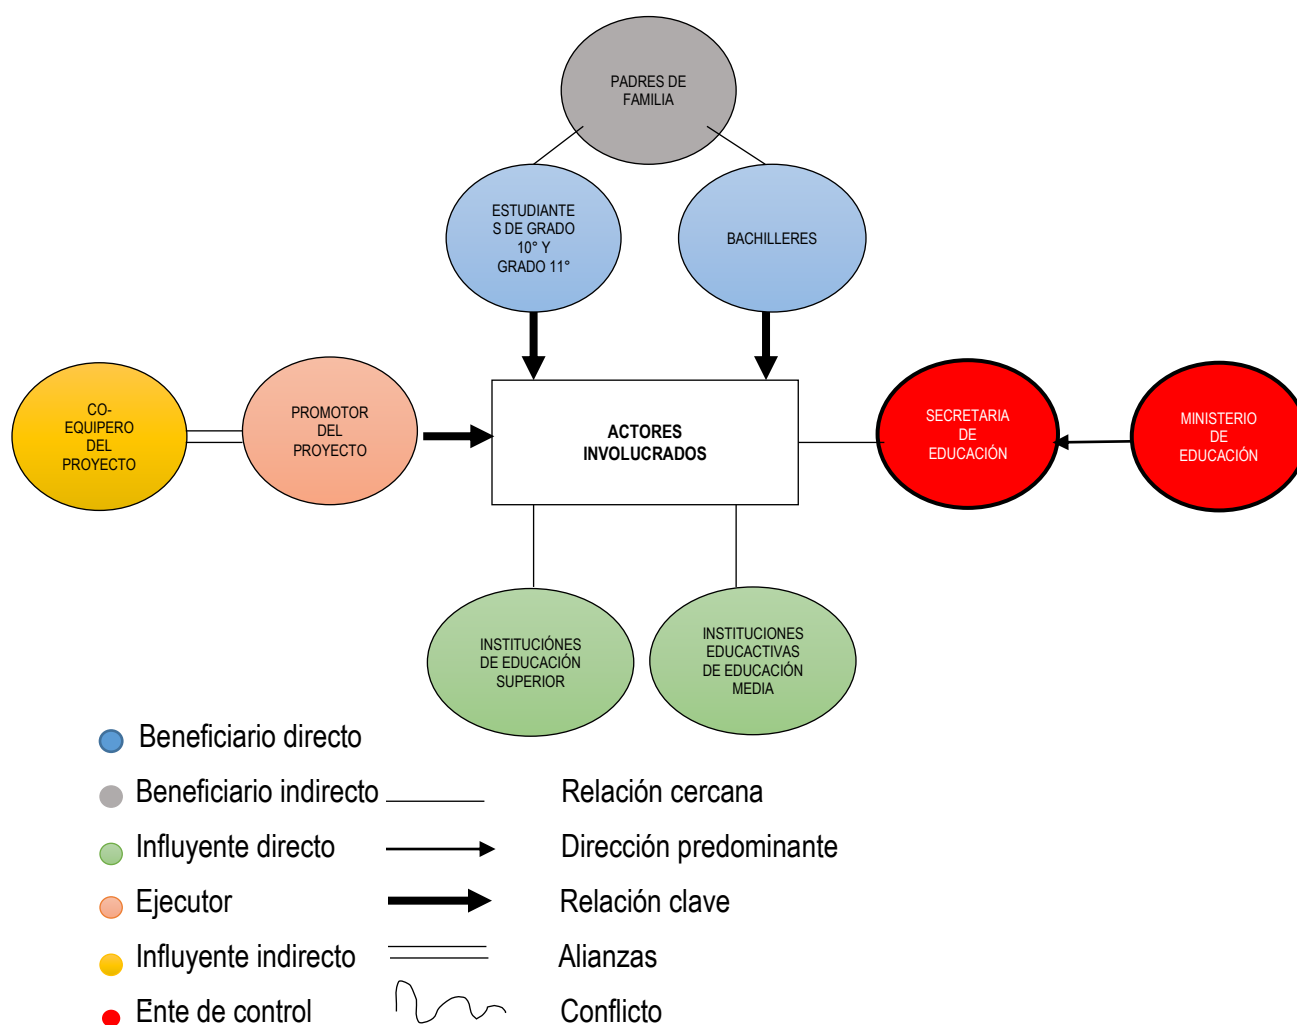 PADRES DE
FAMILIA
ESTUDIANTE
S DE GRADO
10° Y
GRADO 11°
BACHILLERES
CO-
EQUIPERO
DEL
PROYECTO
PROMOTOR
DEL
PROYECTO
ACTORES
INVOLUCRADOS
SECRETARIA
DE
EDUCACIÓN
MINISTERIO
DE
EDUCACIÓN
INSTITUCIÓNES
DE EDUCACIÓN
SUPERIOR
INSTITUCIONES
EDUCACTIVAS
DE EDUCACIÓN
MEDIA
Beneficiario directo
Beneficiario indirecto
Relación cercana
Influyente directo
Dirección predominante
Ejecutor
Relación clave
Influyente indirecto
Alianzas
Ente de control
Conflicto